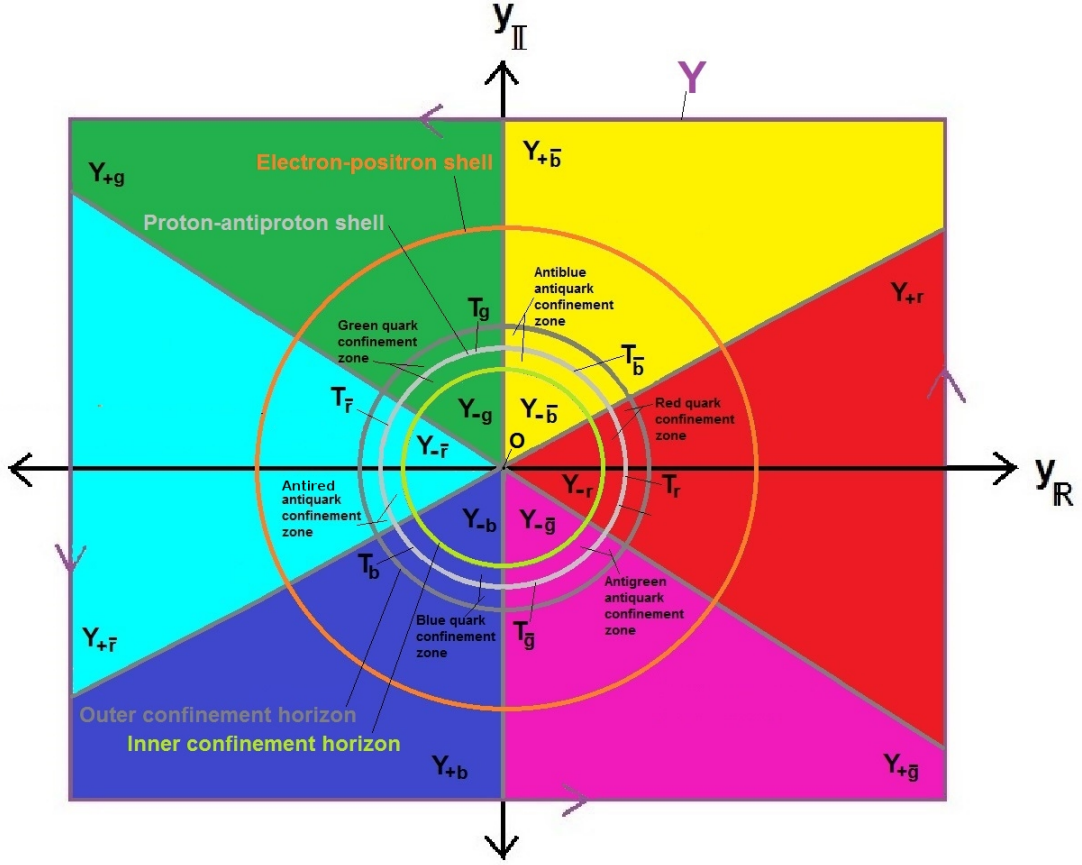 y𝕀
Y
Y₊b̅
Y₊g
Electron-positron shell
Proton-antiproton shell
Antiblue
antiquark
confinement
zone
Y₊r
Tg
Green quark
confinement
zone
Tb̅
Tr̅
Red quark
confinement
zone
Y₋g
Y₋b̅
O
Y₋r̅
yℝ
Y₋r
Tr
Antired
antiquark
confinement
zone
Y₋b
Y₋g̅
Tb
Antigreen
antiquark
confinement
zone
Blue quark
confinement
zone
Tg̅
Y₊r̅
Outer confinement horizon
Inner confinement horizon
Y₊b
Y₊g̅